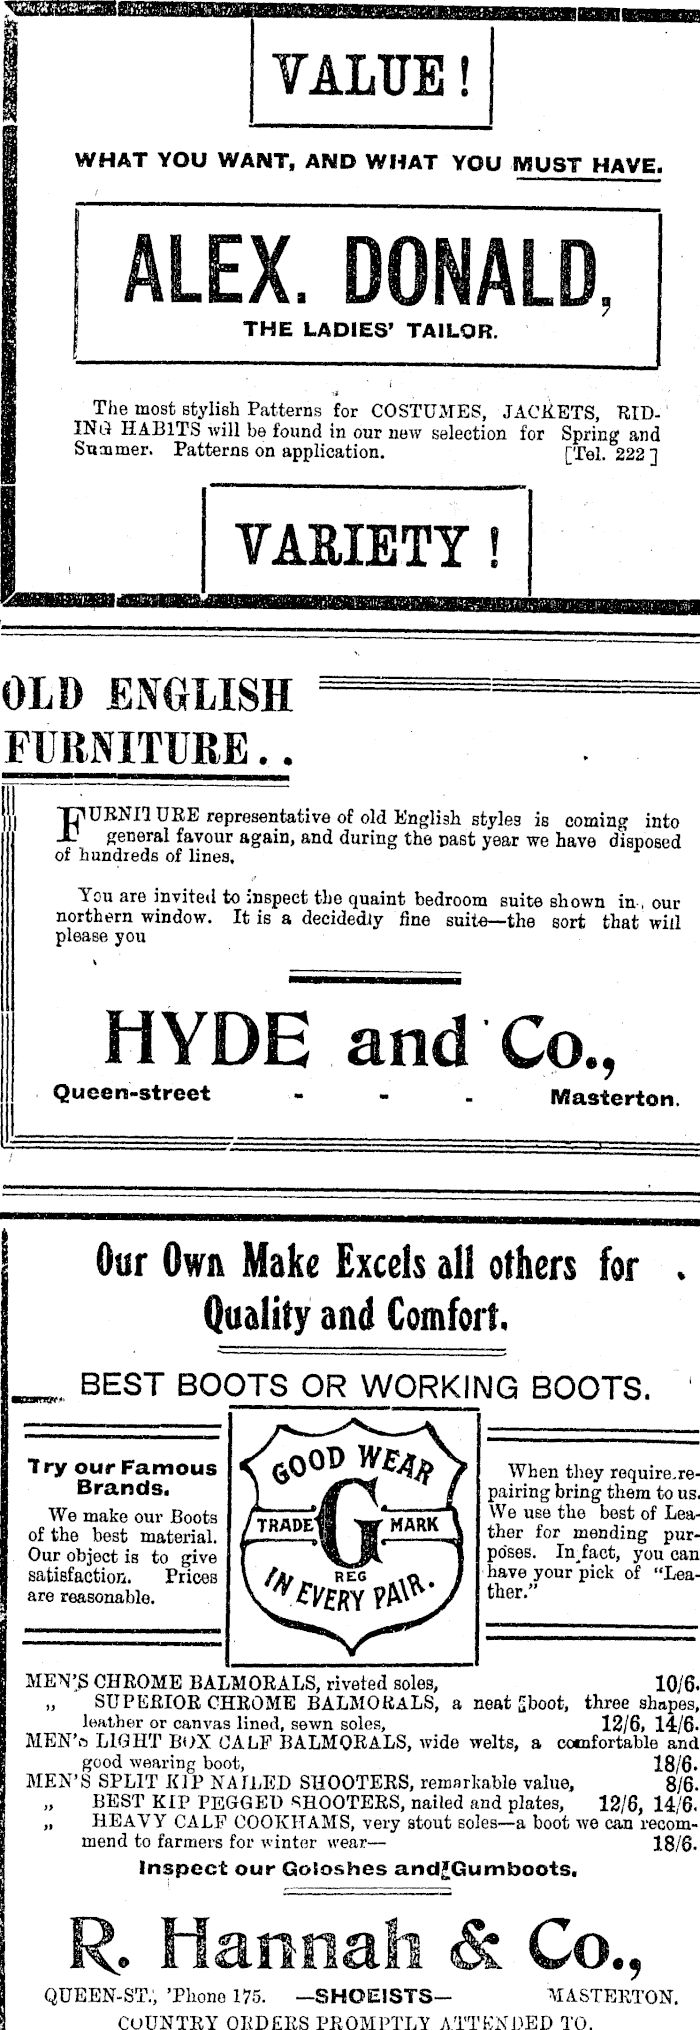 VALUE!
WHAT YOU WANT, AND WHAT YOU MUST HAVE.
ALEX. DONALD,
THE LADIES' TAILOR.
The most stylish Patterns for COSTUMES, JACKETS, RID-
ING HABITS will be found in our new selection for Spring and
Summer. Patterns on application. [Tel. 222]
VARIETY!
OLD ENGLISH
FURNITURE..
FURNITURE representative of old English styles is coming into
general favour again, and during the past year we have disposed
of hundreds of lines.
You are invited to inspect the quaint bedroom suite shown in our
northern window. It is a decidedly fine suite—the sort that will
please you
HYDE and Co.,
Queen-street - - - Masterton.
Our Own Make Excels all others for
Quality and Comfort.
BEST BOOTS OR WORKING BOOTS.
Try our Famous
Brands.
We make our Boots
of the best material.
Our object is to give
satisfaction. Prices
are reasonable.
GOOD WEAR
TRADE G MARK
REG
IN EVERY PAIR.
When they require re-
pairing bring them to us.
We use the best of Lea-
ther for mending pur-
poses. In fact, you can
have your pick of "Lea-
ther."
MEN'S CHROME BALMORALS, riveted soles, 10/6.
„ SUPERIOR CHROME BALMORALS, a neat boot, three shapes,
leather or canvas lined, sewn soles, 12/6, 14/6.
MEN'S LIGHT BOX CALF BALMORALS, wide welts, a comfortable and
good wearing boot, 18/6.
MEN'S SPLIT KIP NAILED SHOOTERS, remarkable value, 8/6.
„ BEST KIP PEGGED SHOOTERS, nailed and plates, 12/6, 14/6.
„ HEAVY CALF COOKHAMS, very stout soles—a boot we can recom-
mend to farmers for winter wear— 18/6.
Inspect our Goloshes and Gumboots.
R. Hannah & Co.,
QUEEN-ST., 'Phone 175. —SHOEISTS— MASTERTON.
COUNTRY ORDERS PROMPTLY ATTENDED TO.